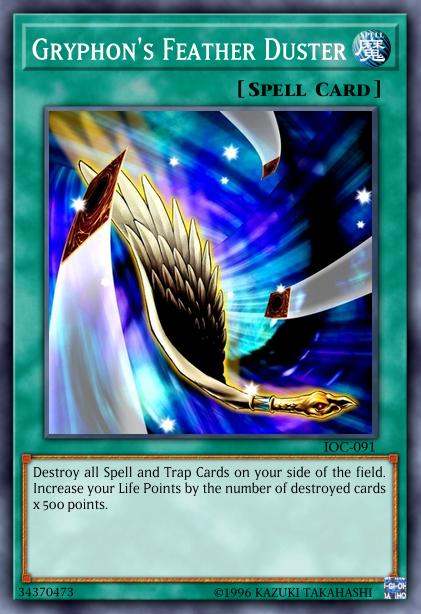 Gryphon's Feather Duster
SPELL
魔
[ Spell Card ]
IOC-091
Destroy all Spell and Trap Cards on your side of the field.
Increase your Life Points by the number of destroyed cards
x 500 points.
34370473
©1996 KAZUKI TAKAHASHI